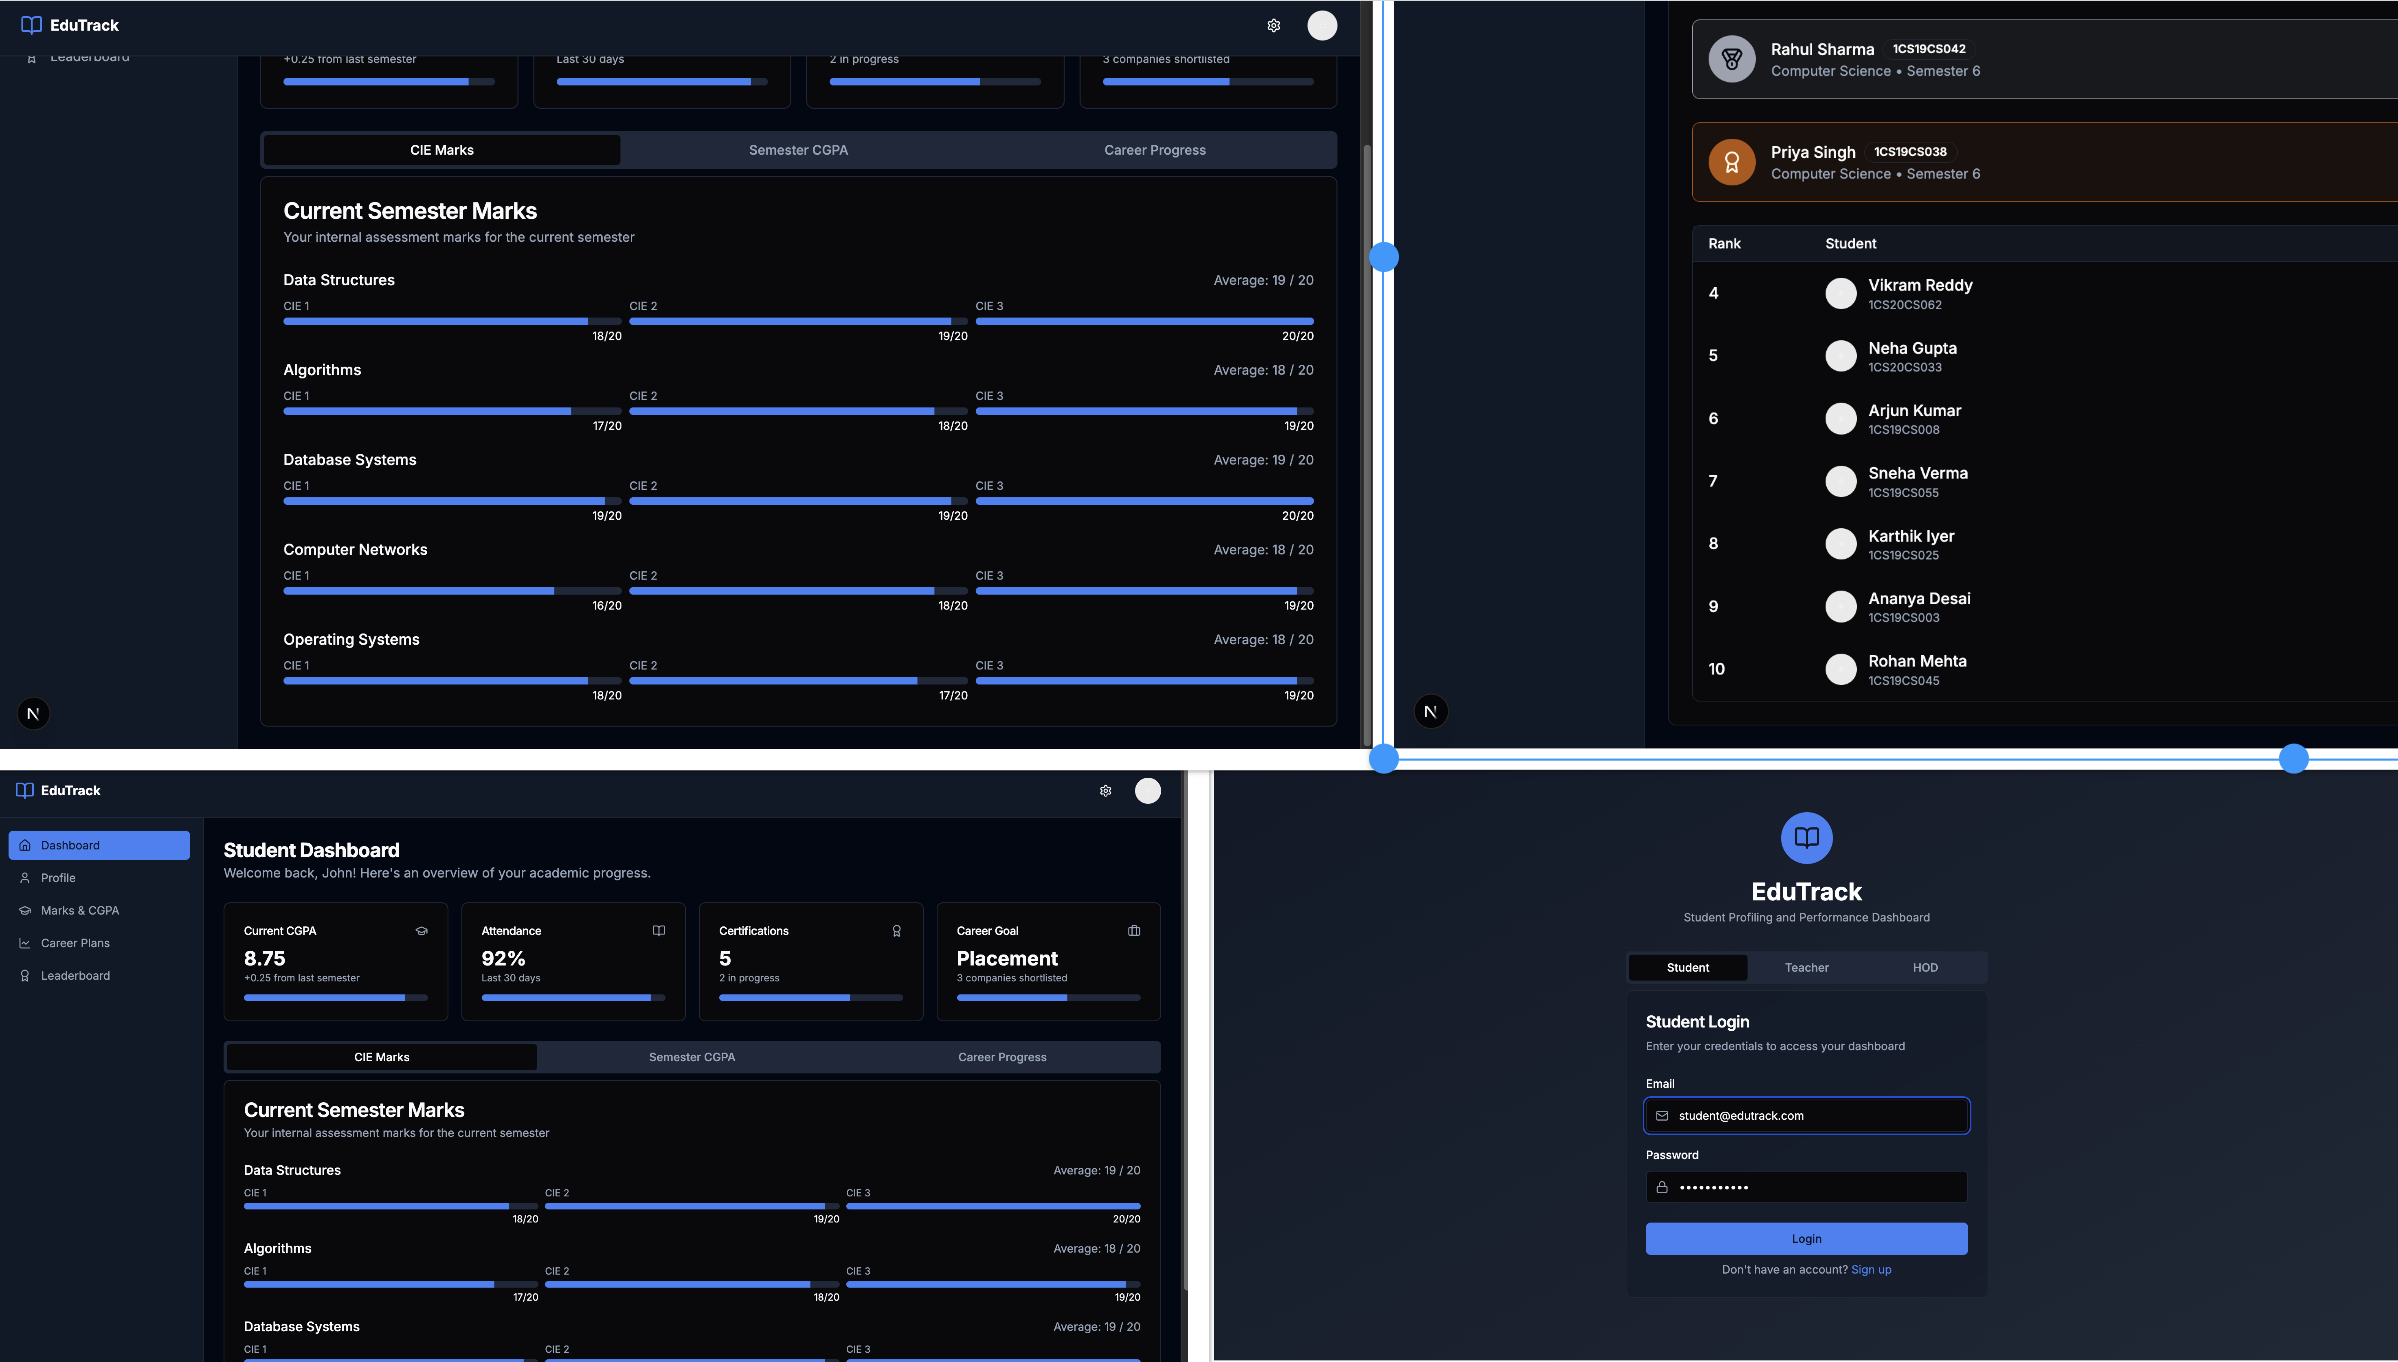 EduTrack
Leaderboard
+0.25 from last semester
Last 30 days
2 in progress
3 companies shortlisted
CIE Marks
Semester CGPA
Career Progress
Current Semester Marks
Your internal assessment marks for the current semester
Data Structures
Average: 19 / 20
CIE 1
CIE 2
CIE 3
18/20
19/20
20/20
Algorithms
Average: 18 / 20
CIE 1
CIE 2
CIE 3
17/20
18/20
19/20
Database Systems
Average: 19 / 20
CIE 1
CIE 2
CIE 3
19/20
19/20
20/20
Computer Networks
Average: 18 / 20
CIE 1
CIE 2
CIE 3
16/20
18/20
19/20
Operating Systems
Average: 18 / 20
CIE 1
CIE 2
CIE 3
18/20
17/20
19/20
N
Rahul Sharma 1CS19CS042
Computer Science • Semester 6
Priya Singh 1CS19CS038
Computer Science • Semester 6
Rank
Student
4
Vikram Reddy
1CS20CS062
5
Neha Gupta
1CS20CS033
6
Arjun Kumar
1CS19CS008
7
Sneha Verma
1CS19CS055
8
Karthik Iyer
1CS19CS025
9
Ananya Desai
1CS19CS003
10
Rohan Mehta
1CS19CS045
N
EduTrack
Dashboard
Profile
Marks & CGPA
Career Plans
Leaderboard
Student Dashboard
Welcome back, John! Here's an overview of your academic progress.
Current CGPA
8.75
+0.25 from last semester
Attendance
92%
Last 30 days
Certifications
5
2 in progress
Career Goal
Placement
3 companies shortlisted
CIE Marks
Semester CGPA
Career Progress
Current Semester Marks
Your internal assessment marks for the current semester
Data Structures
Average: 19 / 20
CIE 1
CIE 2
CIE 3
18/20
19/20
20/20
Algorithms
Average: 18 / 20
CIE 1
CIE 2
CIE 3
17/20
18/20
19/20
Database Systems
Average: 19 / 20
CIE 1
CIE 2
CIE 3
EduTrack
Student Profiling and Performance Dashboard
Student
Teacher
HOD
Student Login
Enter your credentials to access your dashboard
Email
student@edutrack.com
Password
•••••••••••
Login
Don't have an account? Sign up